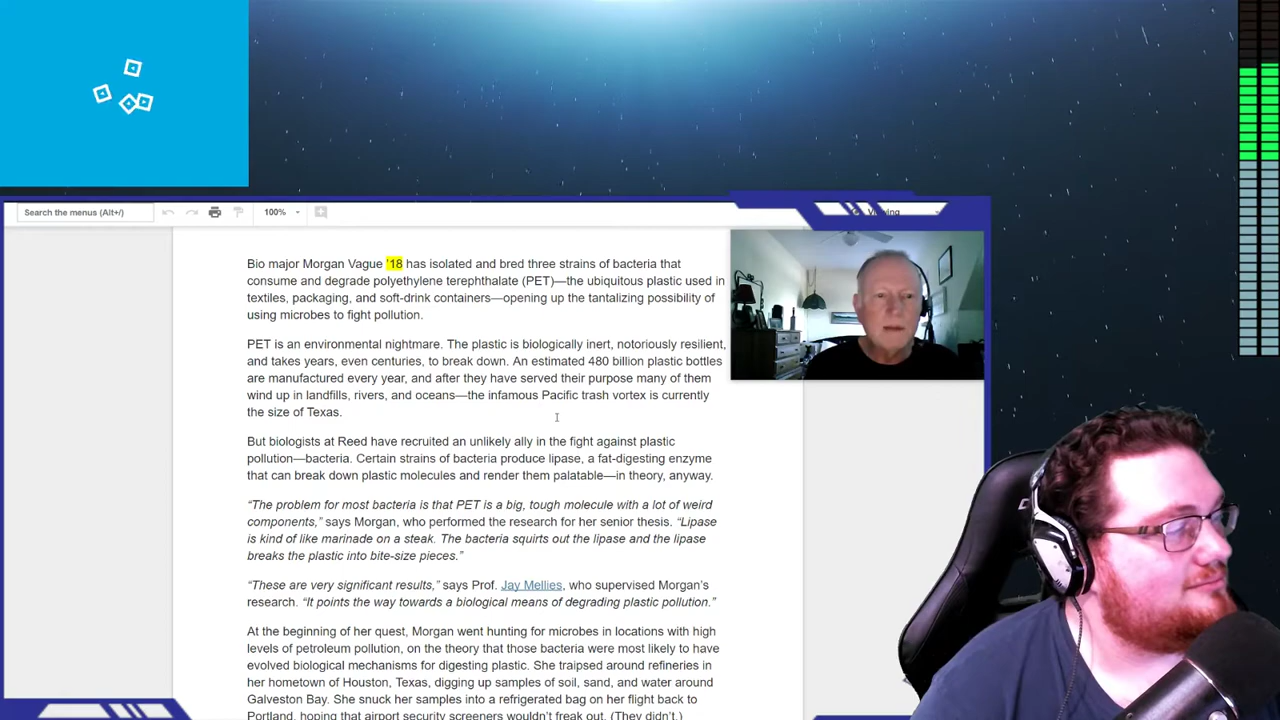 Search the menus (Alt+/)
100%
Bio major Morgan Vague '18 has isolated and bred three strains of bacteria that
consume and degrade polyethylene terephthalate (PET)—the ubiquitous plastic used in
textiles, packaging, and soft-drink containers—opening up the tantalizing possibility of
using microbes to fight pollution.
PET is an environmental nightmare. The plastic is biologically inert, notoriously resilient,
and takes years, even centuries, to break down. An estimated 480 billion plastic bottles
are manufactured every year, and after they have served their purpose many of them
wind up in landfills, rivers, and oceans—the infamous Pacific trash vortex is currently
the size of Texas.
But biologists at Reed have recruited an unlikely ally in the fight against plastic
pollution—bacteria. Certain strains of bacteria produce lipase, a fat-digesting enzyme
that can break down plastic molecules and render them palatable—in theory, anyway.
“The problem for most bacteria is that PET is a big, tough molecule with a lot of weird
components,” says Morgan, who performed the research for her senior thesis. “Lipase
is kind of like marinade on a steak. The bacteria squirts out the lipase and the lipase
breaks the plastic into bite-size pieces.”
“These are very significant results,” says Prof. Jay Mellies, who supervised Morgan’s
research. “It points the way towards a biological means of degrading plastic pollution.”
At the beginning of her quest, Morgan went hunting for microbes in locations with high
levels of petroleum pollution, on the theory that those bacteria were most likely to have
evolved biological mechanisms for digesting plastic. She traipsed around refineries in
her hometown of Houston, Texas, digging up samples of soil, sand, and water around
Galveston Bay. She snuck her samples into a refrigerated bag on her flight back to
Portland, hoping that airport security screeners wouldn’t freak out. (They didn’t.)